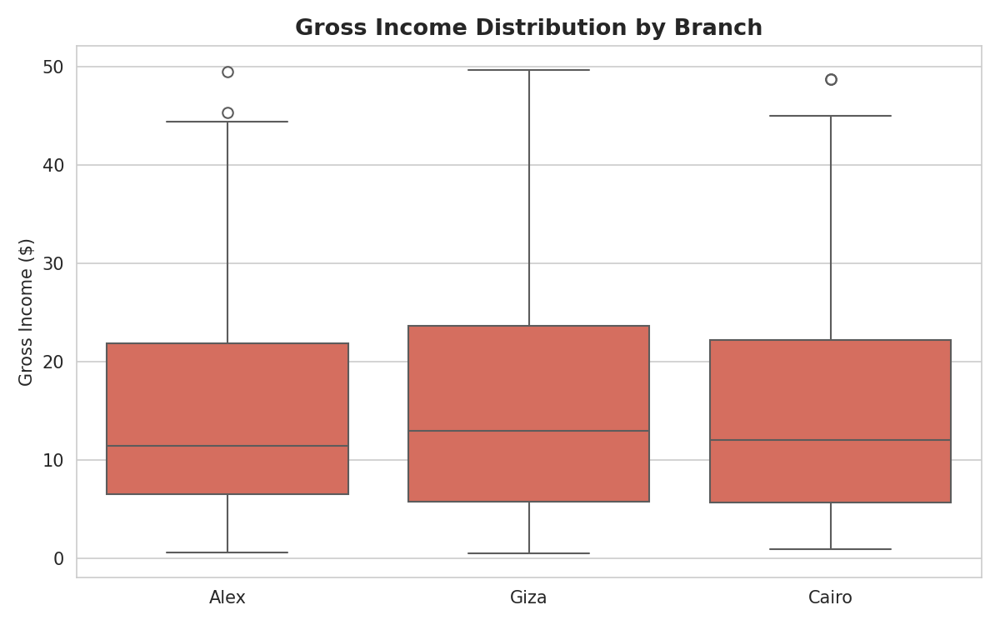 Gross Income Distribution by Branch
Gross Income ($)
50
40
30
20
10
0
Alex
Giza
Cairo